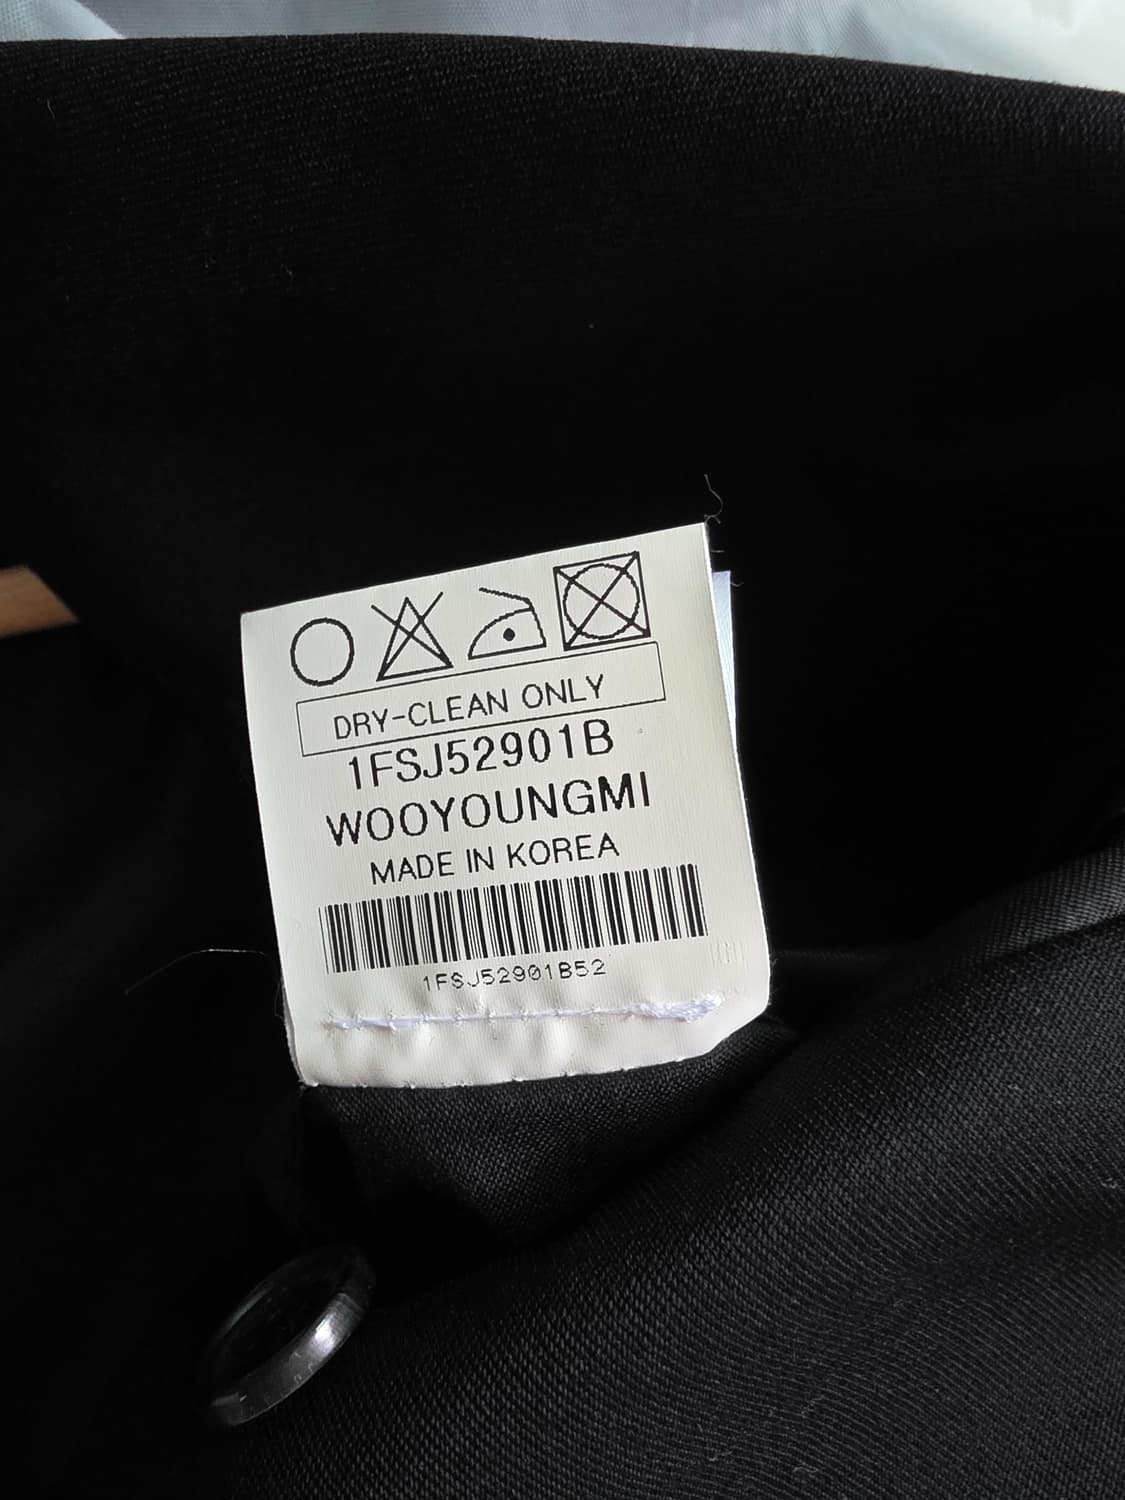 DRY-CLEAN ONLY
1FSJ52901B
WOOYOUNGMI
MADE IN KOREA
1FSJ52901B52